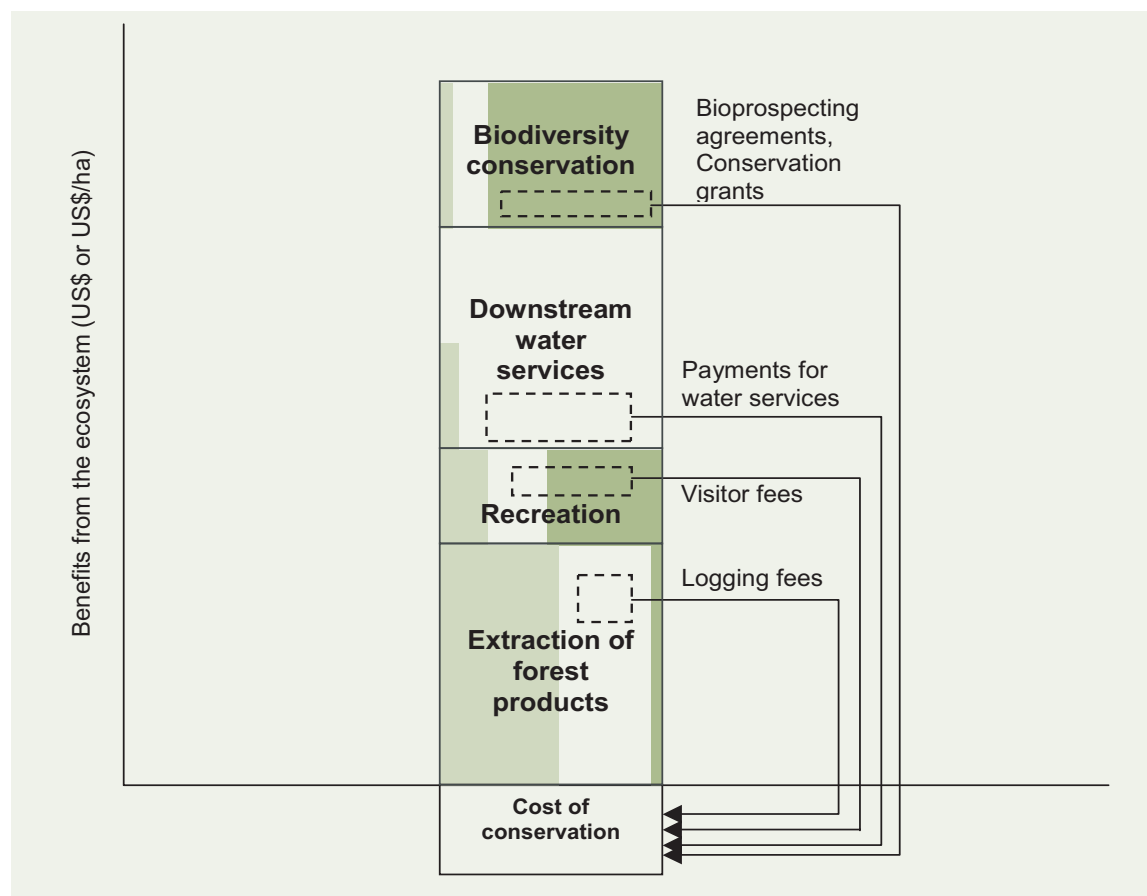 Benefits from the ecosystem (US$ or US$/ha)
Biodiversity
conservation
Bioprospecting
agreements,
Conservation
grants
Downstream
water
services
Payments for
water services
Recreation
Visitor fees
Logging fees
Extraction of
forest
products
Cost of
conservation